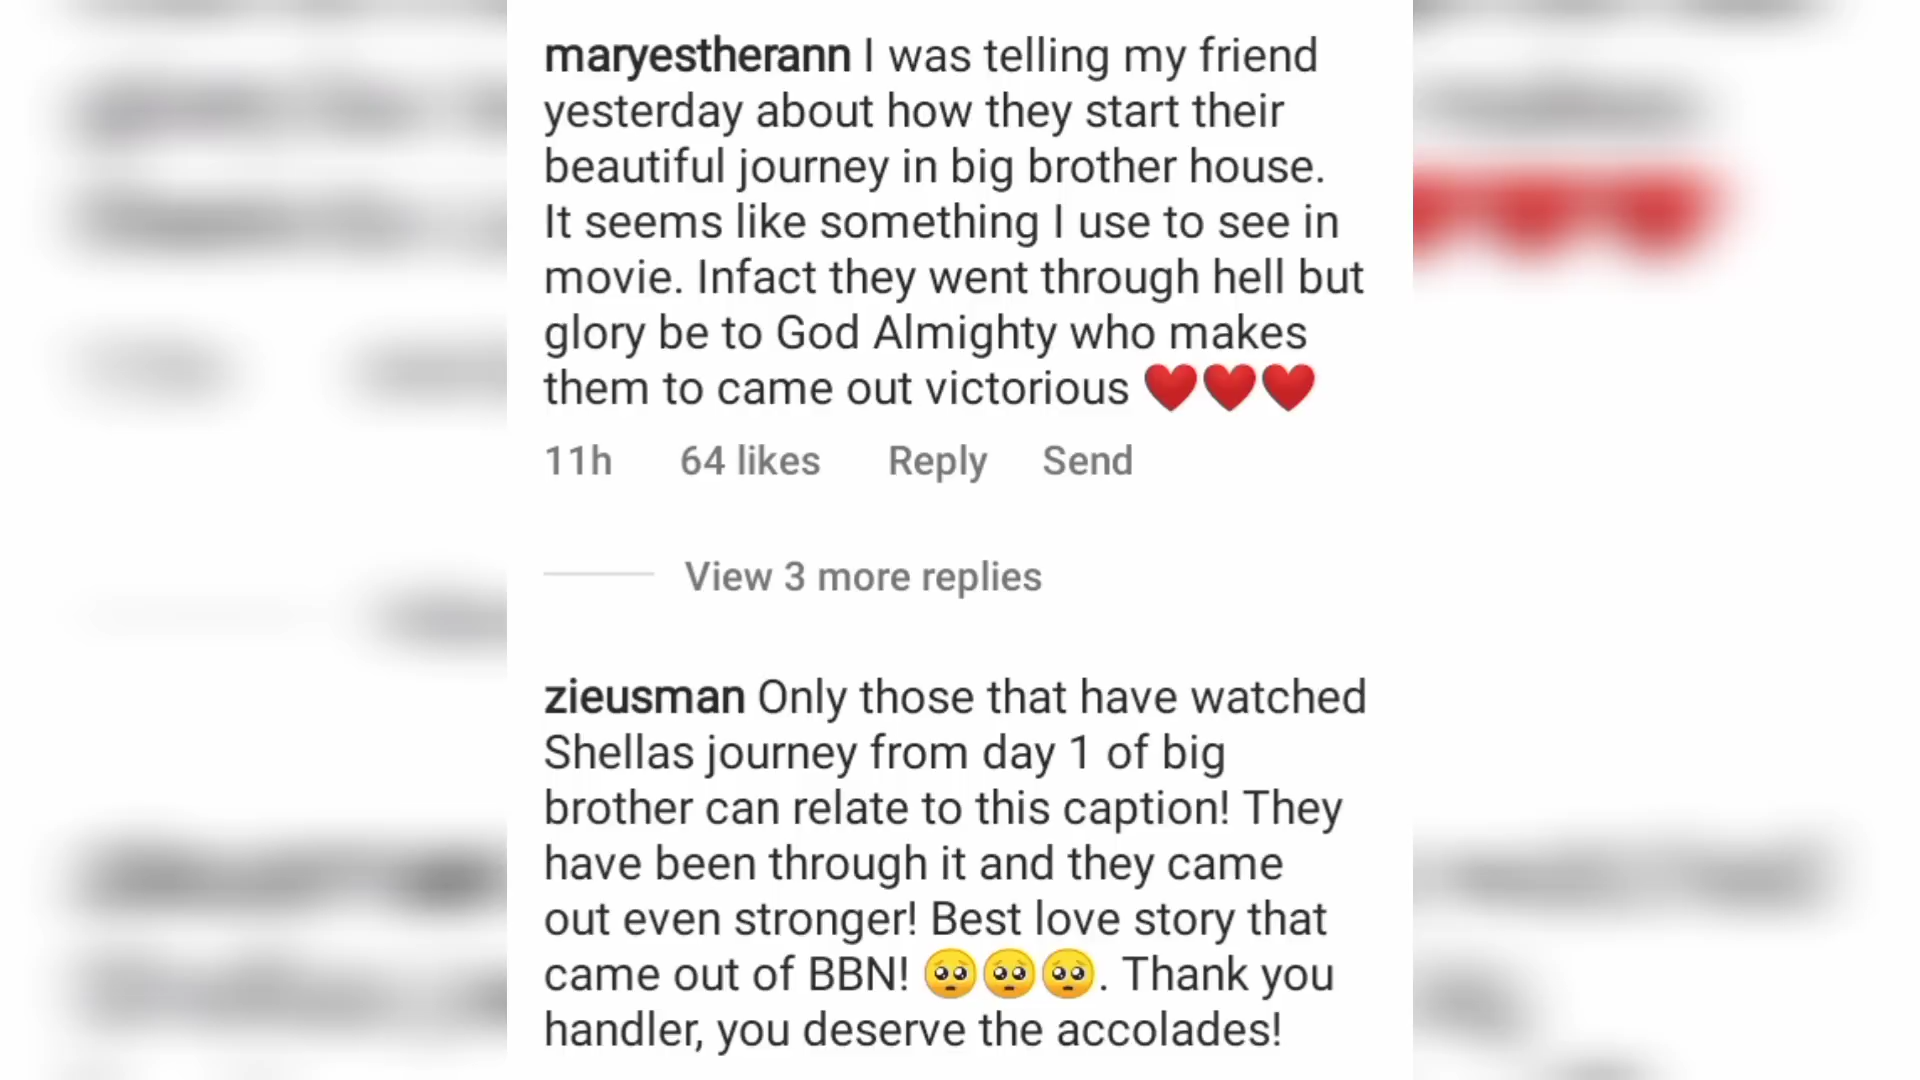 maryestherann I was telling my friend
yesterday about how they start their
beautiful journey in big brother house.
It seems like something I use to see in
movie. Infact they went through hell but
glory be to God Almighty who makes
them to came out victorious ❤️❤️❤️
11h 64 likes Reply Send
View 3 more replies
zieusman Only those that have watched
Shellas journey from day 1 of big
brother can relate to this caption! They
have been through it and they came
out even stronger! Best love story that
came out of BBN! 🥺🥺🥺. Thank you
handler, you deserve the accolades!